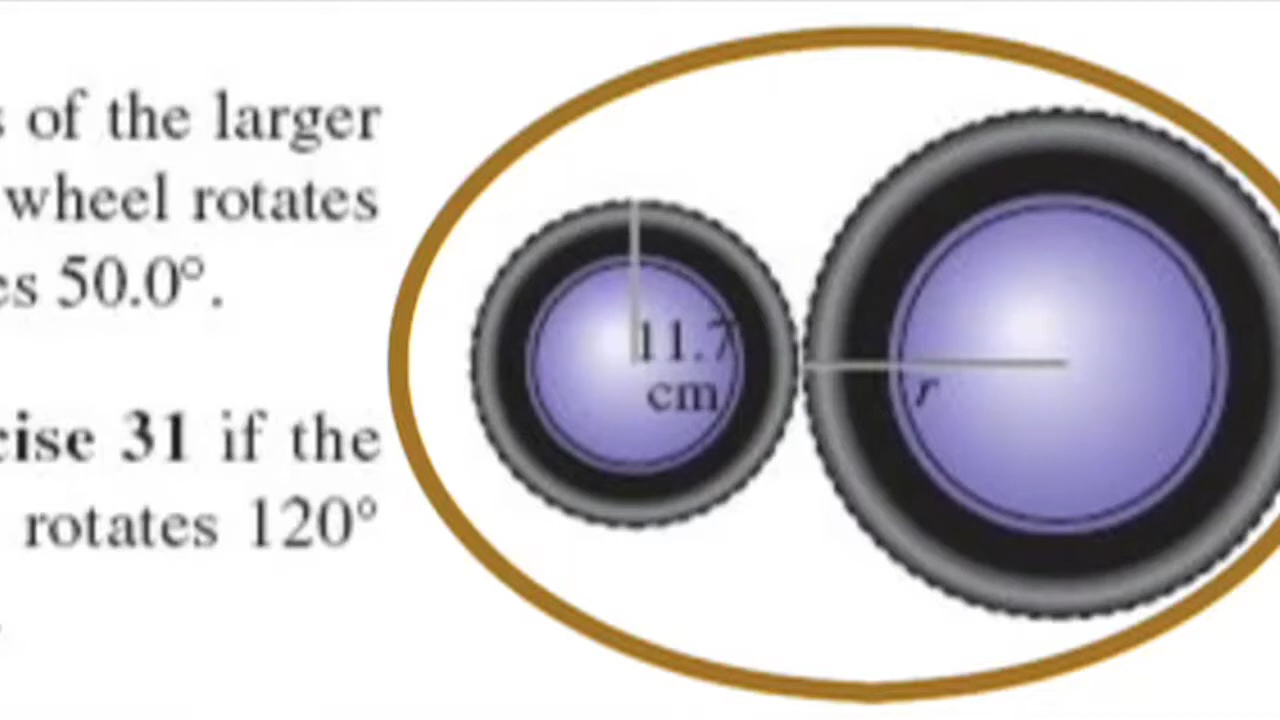 s of the larger
wheel rotates
es 50.0°.
cise 31 if the
rotates 120°
11.7
cm
r